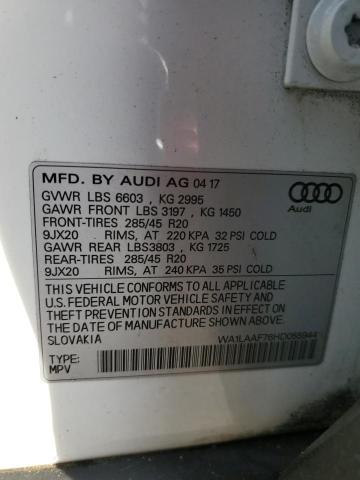 MFD. BY AUDI AG 04 17
GVWR LBS 6603 , KG 2995
GAWR FRONT LBS 3197 , KG 1450
FRONT-TIRES 285/45 R20
9JX20 RIMS, AT 220 KPA 32 PSI COLD
GAWR REAR LBS3803 , KG 1725
REAR-TIRES 285/45 R20
9JX20 RIMS, AT 240 KPA 35 PSI COLD
Audi
THIS VEHICLE CONFORMS TO ALL APPLICABLE
U.S. FEDERAL MOTOR VEHICLE SAFETY, BUMPER, AND
THEFT PREVENTION STANDARDS IN EFFECT ON THE
DATE OF MANUFACTURE SHOWN ABOVE.
SLOVAKIA
WA1LAAF76HD055944
TYPE:
MPV